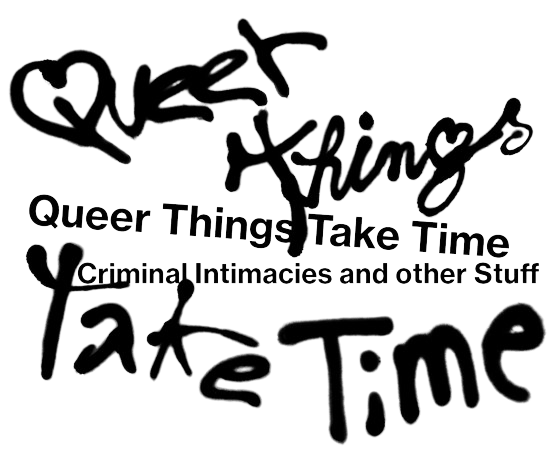 Queer
Things
Queer Things Take Time
Criminal Intimacies and other Stuff
Take Time